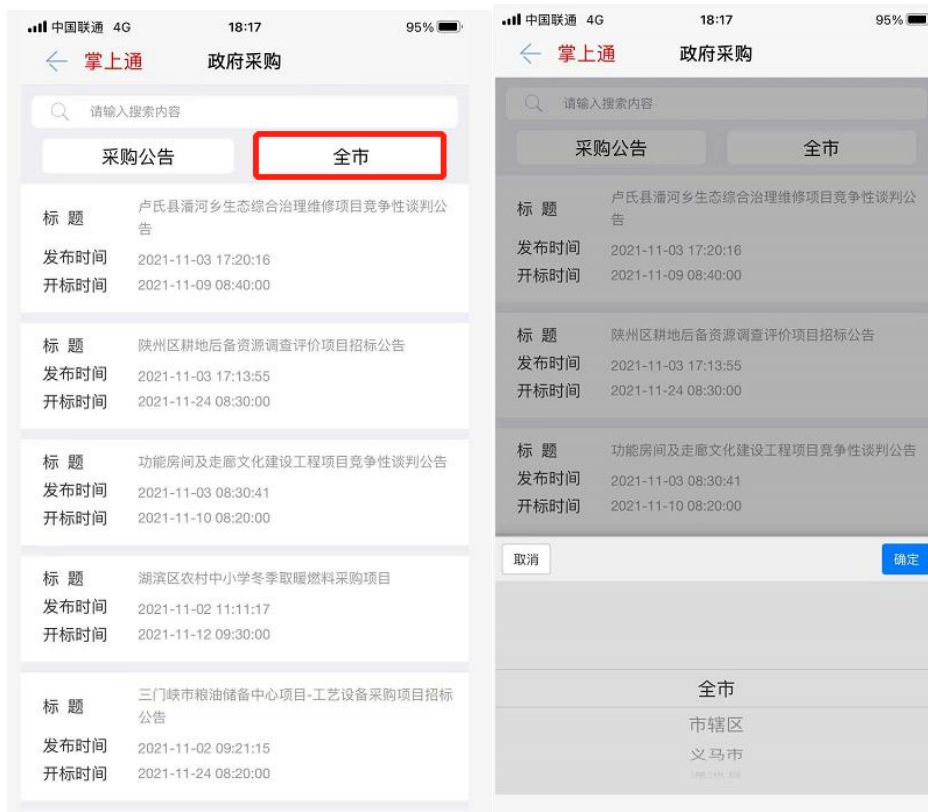 中国联通 4G 18:17 95%
掌上通 政府采购
请输入搜索内容
采购公告 全市
标 题 卢氏县潘河乡生态综合治理维修项目竞争性谈判公
告
发布时间 2021-11-03 17:20:16
开标时间 2021-11-09 08:40:00
标 题 陕州区耕地后备资源调查评价项目招标公告
发布时间 2021-11-03 17:13:55
开标时间 2021-11-24 08:30:00
标 题 功能房间及走廊文化建设工程项目竞争性谈判公告
发布时间 2021-11-03 08:30:41
开标时间 2021-11-10 08:20:00
标 题 湖滨区农村中小学冬季取暖燃料采购项目
发布时间 2021-11-02 11:11:17
开标时间 2021-11-12 09:30:00
标 题 三门峡市粮油储备中心项目-工艺设备采购项目招标
公告
发布时间 2021-11-02 09:21:15
开标时间 2021-11-24 08:20:00
中国联通 4G 18:17 95%
掌上通 政府采购
请输入搜索内容
采购公告 全市
标 题 卢氏县潘河乡生态综合治理维修项目竞争性谈判公
告
发布时间 2021-11-03 17:20:16
开标时间 2021-11-09 08:40:00
标 题 陕州区耕地后备资源调查评价项目招标公告
发布时间 2021-11-03 17:13:55
开标时间 2021-11-24 08:30:00
标 题 功能房间及走廊文化建设工程项目竞争性谈判公告
发布时间 2021-11-03 08:30:41
开标时间 2021-11-10 08:20:00
取消 确定
全市
市辖区
义马市